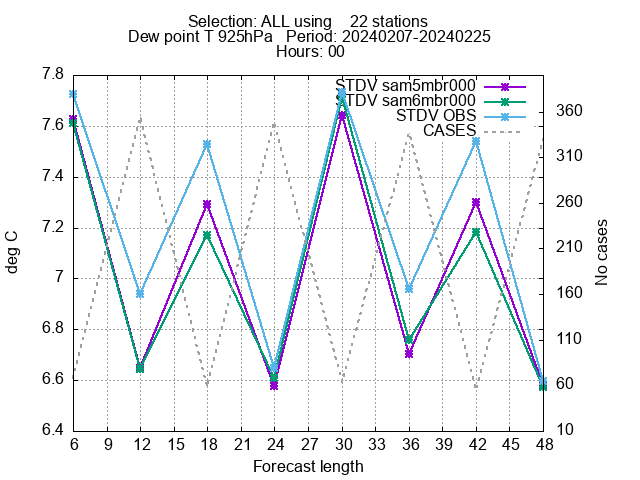 Selection: ALL using    22 stations
Dew point T 925hPa   Period: 20240207-20240225
Hours: 00
STDV sam5mbr000
STDV sam6mbr000
STDV OBS
CASES
7.8
7.6
7.4
7.2
7
6.8
6.6
6.4
deg C
360
310
260
210
160
110
60
10
No cases
6 9 12 15 18 21 24 27 30 33 36 39 42 45 48
Forecast length